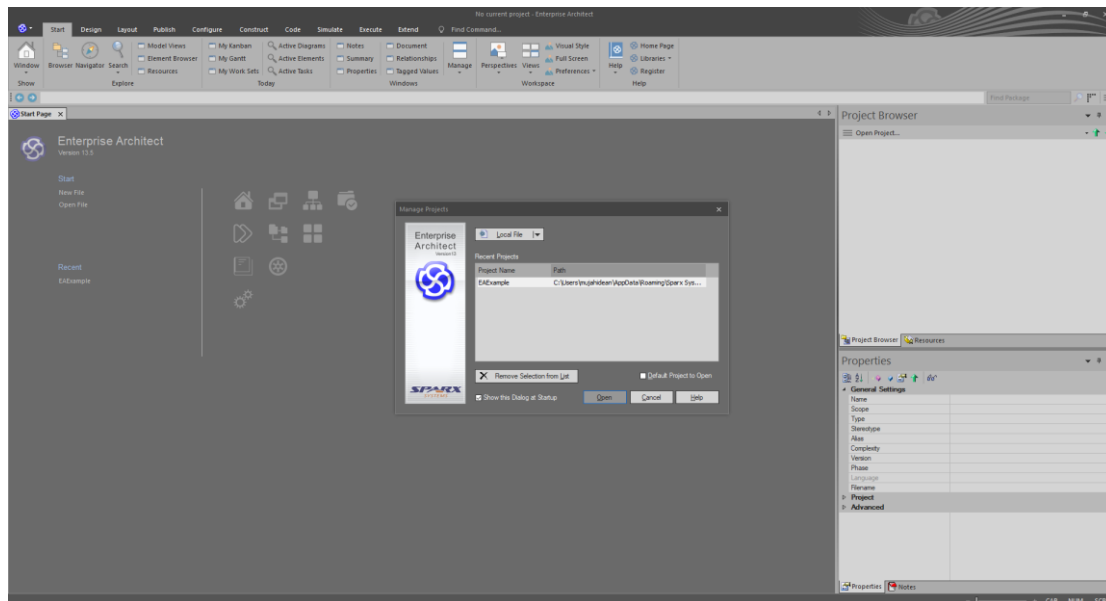 No current project - Enterprise Architect
Start Design Layout Publish Configure Construct Code Simulate Execute Extend Find Command...
Window
Show
Browser Navigator Search
Model Views
Element Browser
Resources
Explore
My Kanban
My Gantt
My Work Sets
Active Diagrams
Active Elements
Active Tasks
Today
Notes
Summary
Properties
Document
Relationships
Tagged Values
Windows
Manage
Perspectives Views
Visual Style
Full Screen
Preferences
Workspace
Help
Home Page
Libraries
Register
Help
Find Package
Start Page
Enterprise Architect
Version 13.5
Start
New File
Open File
Recent
EAExample
Manage Projects
Enterprise
Architect
SPARX
SYSTEMS
Local File
Recent Projects
Project Name Path
EAExample C:\Users\mujahidean\AppData\Roaming\Sparx Sys...
Remove Selection from List
Default Project to Open
Show this Dialog at Startup
Open Cancel Help
Project Browser
Open Project...
Project Browser Resources
Properties
General Settings
Name
Scope
Type
Stereotype
Alias
Complexity
Version
Phase
Language
Filename
Project
Advanced
Properties Notes
CAP NUM